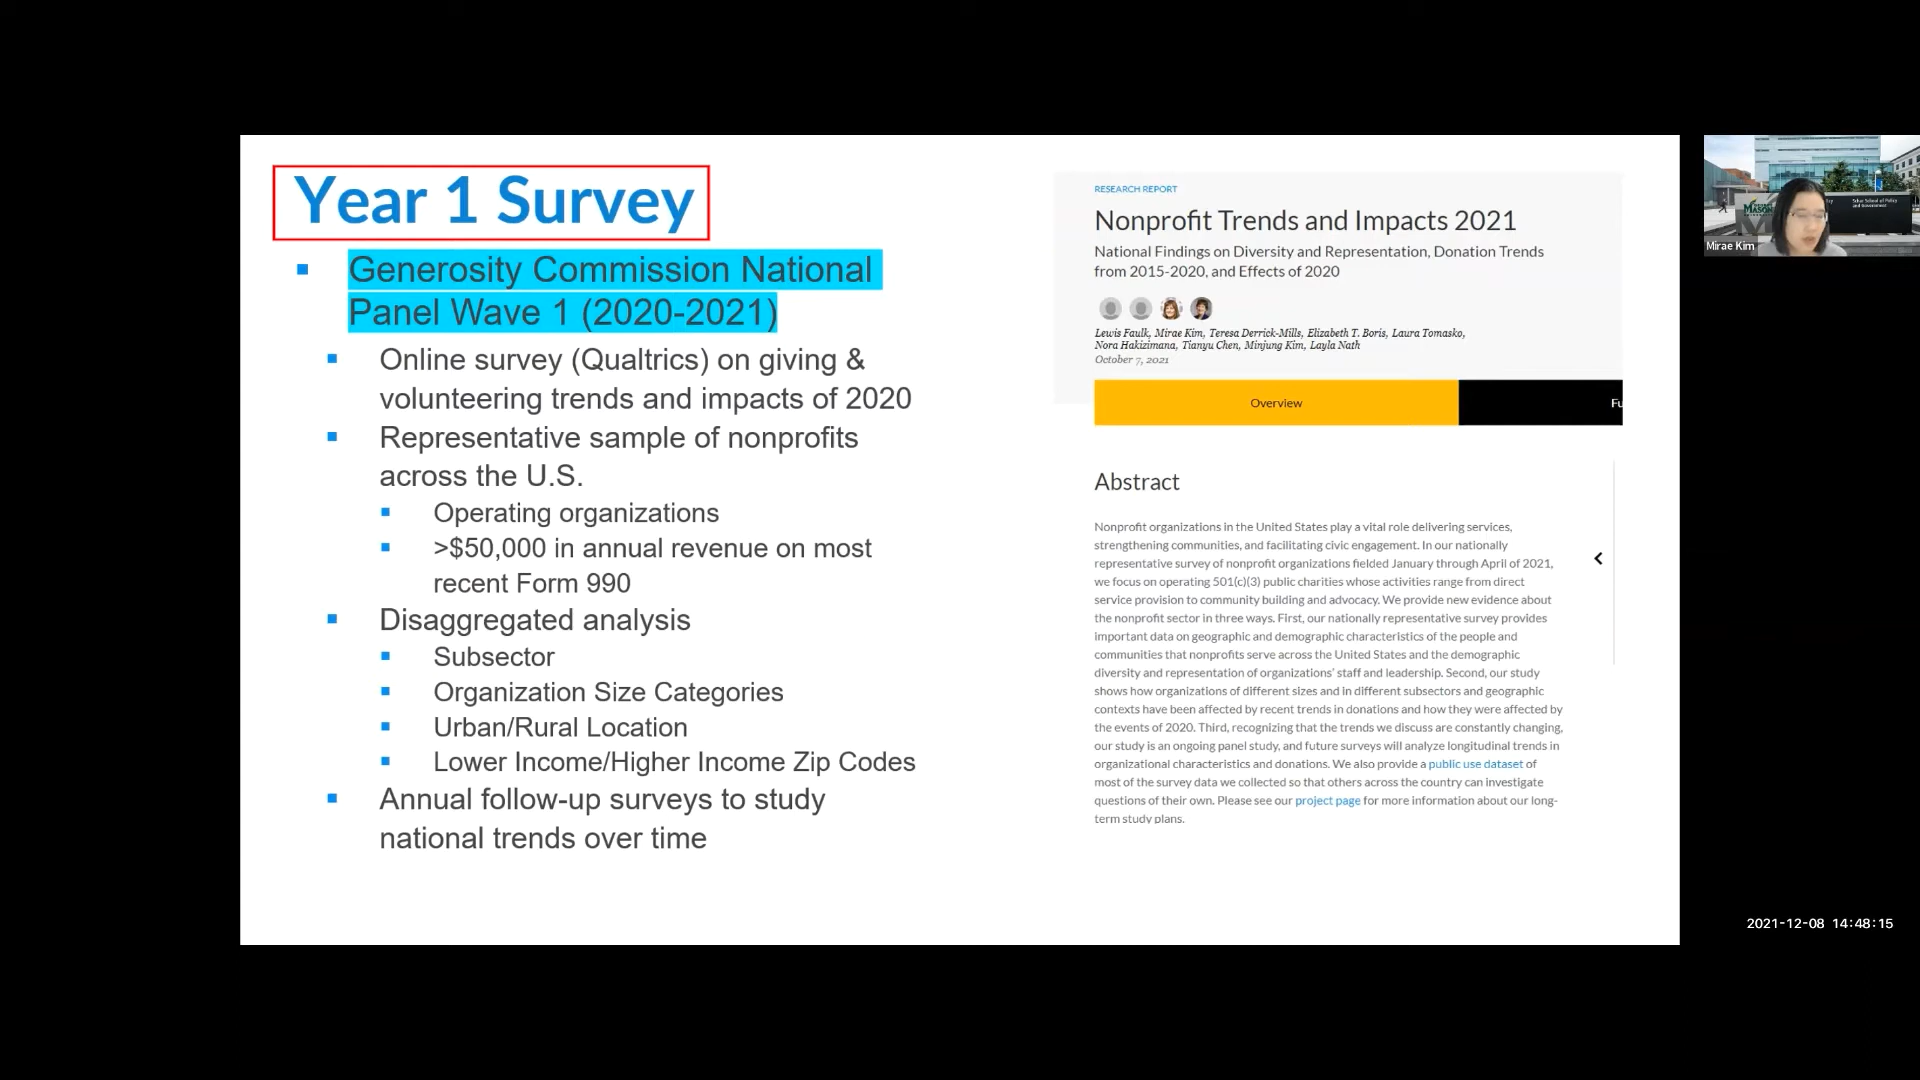 Year 1 Survey
Generosity Commission National
Panel Wave 1 (2020-2021)
Online survey (Qualtrics) on giving &
volunteering trends and impacts of 2020
Representative sample of nonprofits
across the U.S.
Operating organizations
>$50,000 in annual revenue on most
recent Form 990
Disaggregated analysis
Subsector
Organization Size Categories
Urban/Rural Location
Lower Income/Higher Income Zip Codes
Annual follow-up surveys to study
national trends over time
RESEARCH REPORT
Nonprofit Trends and Impacts 2021
National Findings on Diversity and Representation, Donation Trends
from 2015-2020, and Effects of 2020
Lewis Faulk, Mirae Kim, Teresa Derrick-Mills, Elizabeth T. Boris, Laura Tomasko,
Nora Hakizimana, Tianyu Chen, Minjung Kim, Layla Nath
October 7, 2021
Overview
Fu
Abstract
Nonprofit organizations in the United States play a vital role delivering services,
strengthening communities, and facilitating civic engagement. In our nationally
representative survey of nonprofit organizations fielded January through April of 2021,
we focus on operating 501(c)(3) public charities whose activities range from direct
service provision to community building and advocacy. We provide new evidence about
the nonprofit sector in three ways. First, our nationally representative survey provides
important data on geographic and demographic characteristics of the people and
communities that nonprofits serve across the United States and the demographic
diversity and representation of organizations' staff and leadership. Second, our study
shows how organizations of different sizes and in different subsectors and geographic
contexts have been affected by recent trends in donations and how they were affected by
the events of 2020. Third, recognizing that the trends we discuss are constantly changing,
our study is an ongoing panel study, and future surveys will analyze longitudinal trends in
organizational characteristics and donations. We also provide a public use dataset of
most of the survey data we collected so that others across the country can investigate
questions of their own. Please see our project page for more information about our long-
term study plans.
Schar School of Policy
and Government
Mirae Kim
2021-12-08 14:48:15